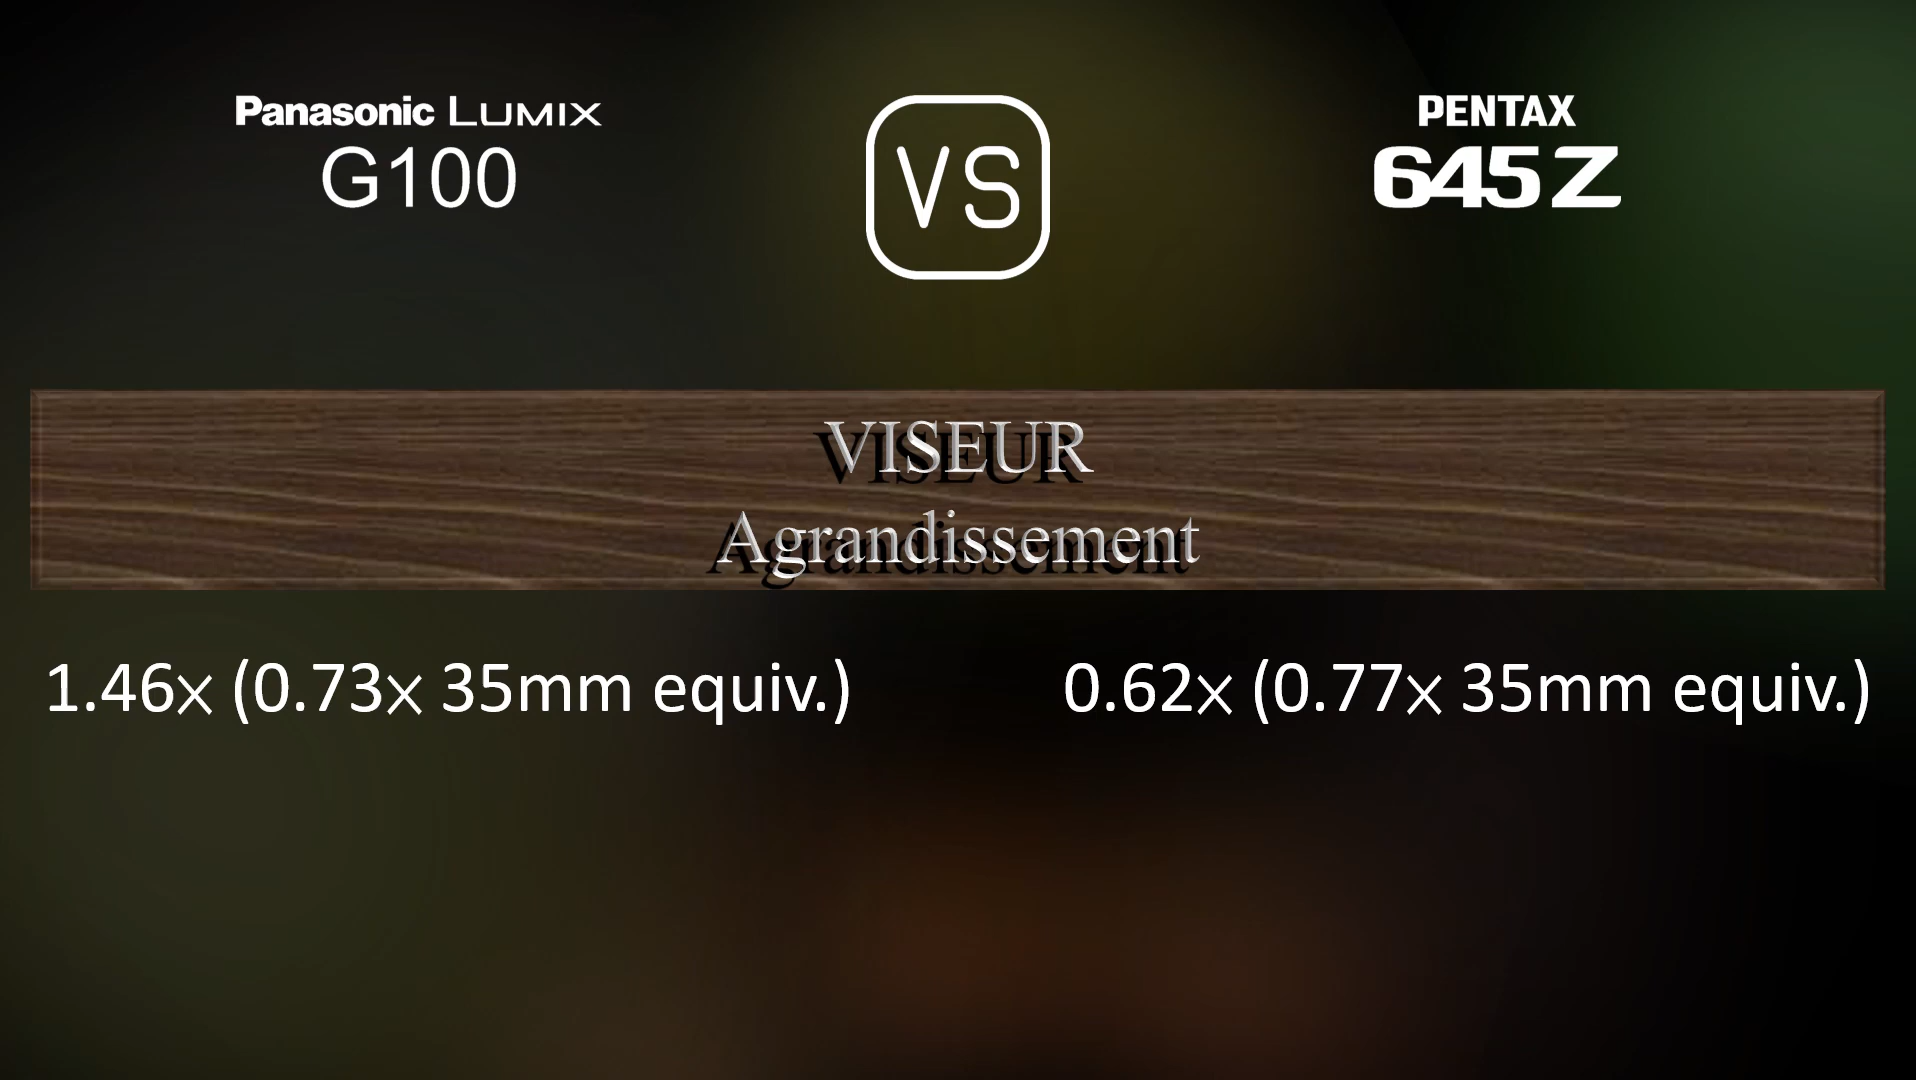 Panasonic LUMIX
G100
VS
PENTAX
645Z
VISEUR
Agrandissement
1.46x (0.73x 35mm equiv.)
0.62x (0.77x 35mm equiv.)